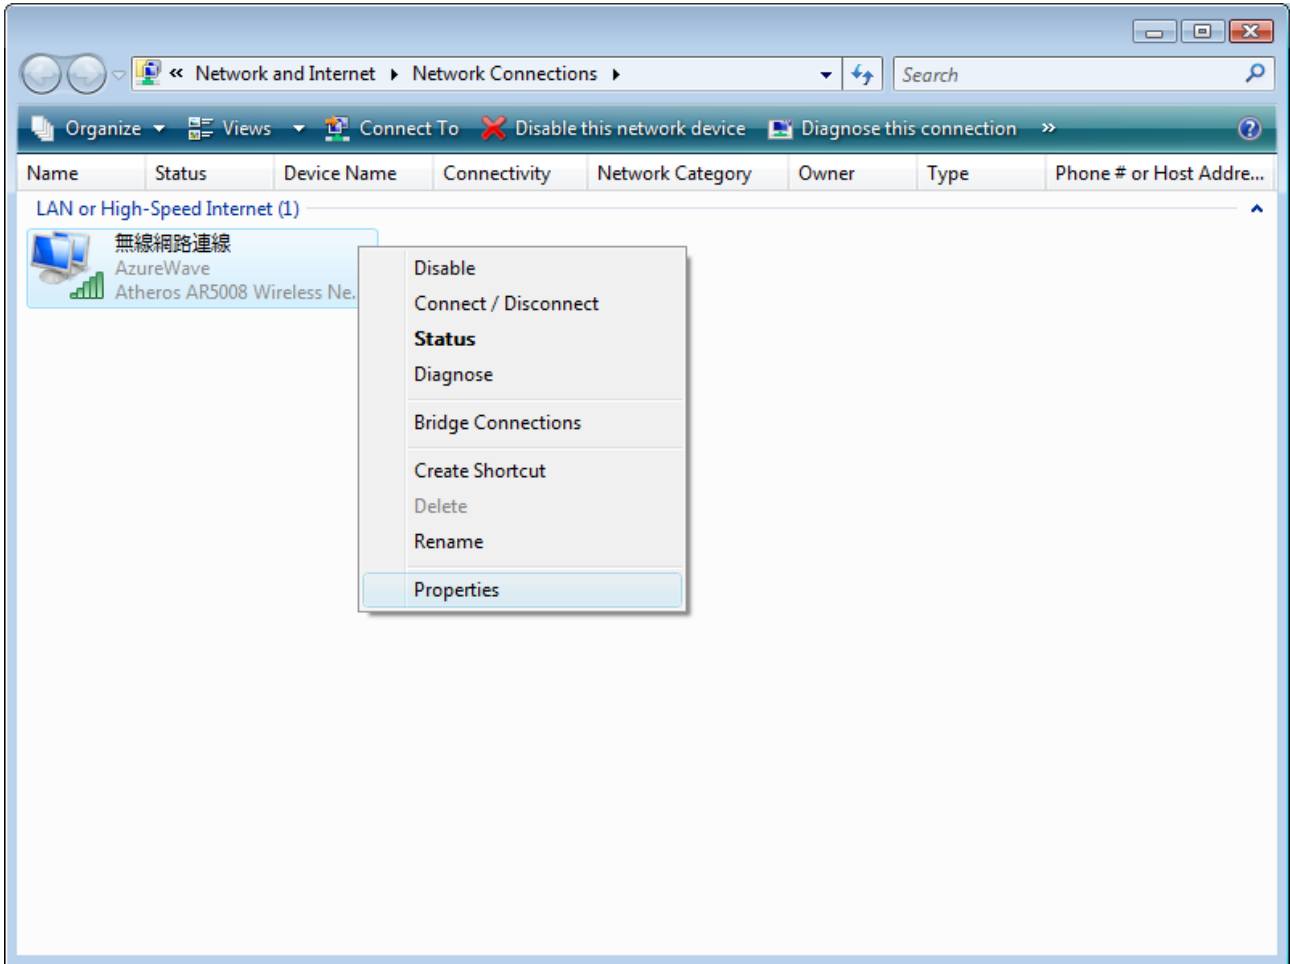 « Network and Internet ▸ Network Connections ▸ Search
Organize Views Connect To Disable this network device Diagnose this connection »
Name Status Device Name Connectivity Network Category Owner Type Phone # or Host Addre...
LAN or High-Speed Internet (1)
無線網路連線
AzureWave
Atheros AR5008 Wireless Ne...
Disable
Connect / Disconnect
Status
Diagnose
Bridge Connections
Create Shortcut
Delete
Rename
Properties